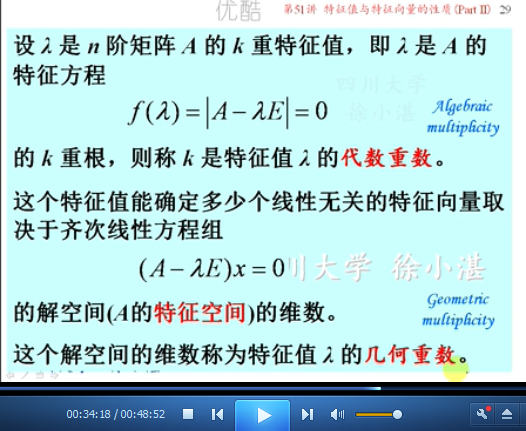 优酷
第51讲 特征值与特征向量的性质(Part II) 29
设 λ 是 n 阶矩阵 A 的 k 重特征值，即 λ 是 A 的
特征方程
四川大学
徐小湛
f(λ) = |A − λE| = 0
Algebraic
multiplicity
的 k 重根，则称 k 是特征值 λ 的代数重数。
这个特征值能确定多少个线性无关的特征向量取
决于齐次线性方程组
(A − λE)x = 0
川大学 徐小湛
的解空间(A的特征空间)的维数。
Geometric
multiplicity
这个解空间的维数称为特征值 λ 的几何重数。
00:34:18 / 00:48:52